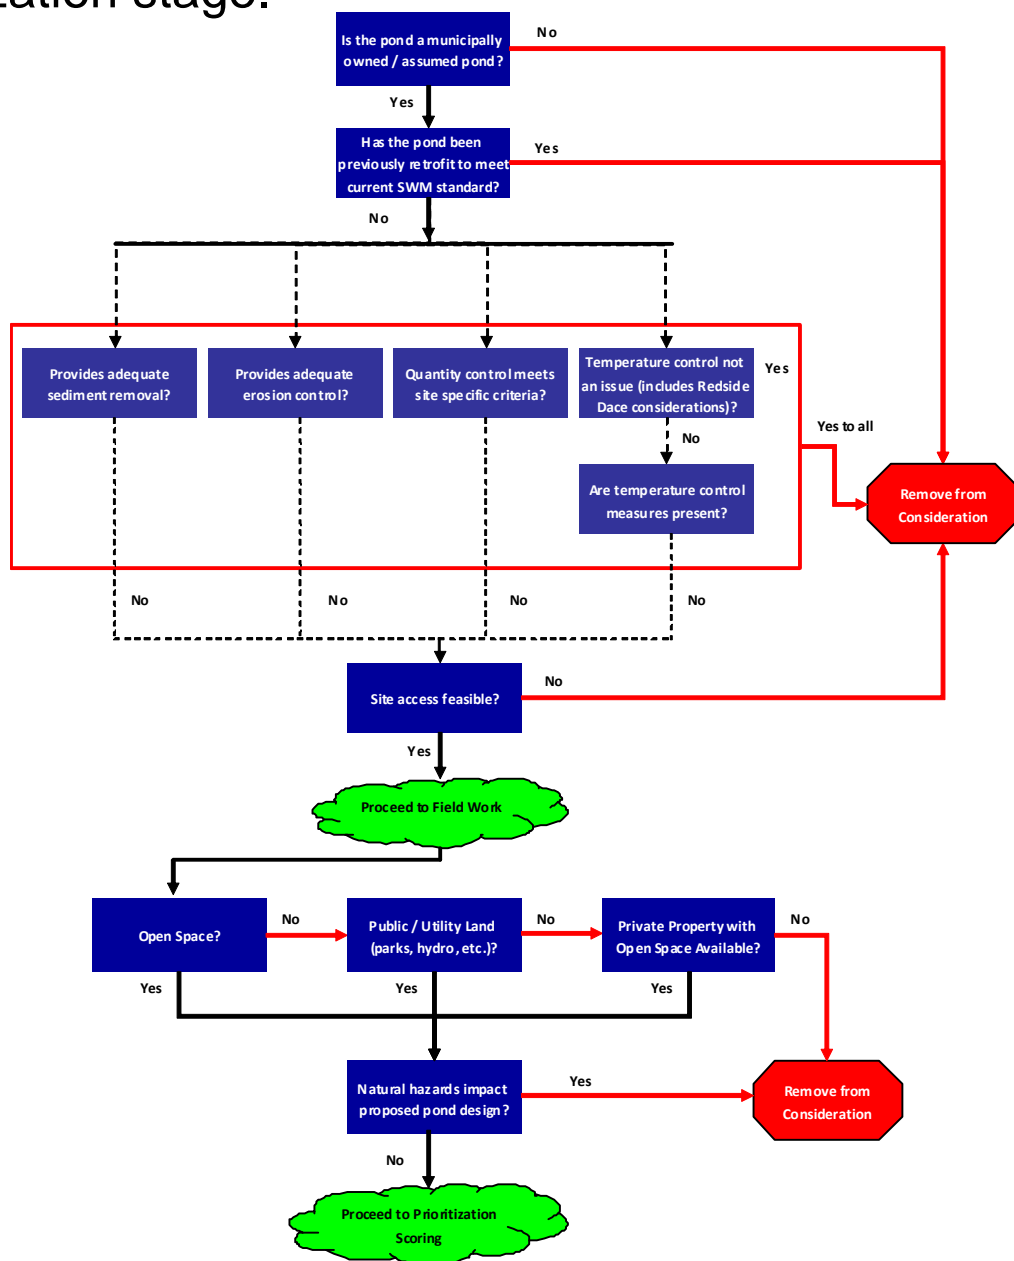 zation stage.
Is the pond a municipally
owned / assumed pond?
No
Yes
Has the pond been
previously retrofit to meet
current SWM standard?
Yes
No
Provides adequate
sediment removal?
Provides adequate
erosion control?
Quantity control meets
site specific criteria?
Temperature control not
an issue (includes Redside
Dace considerations)?
Yes
No
Are temperature control
measures present?
Yes to all
Remove from
Consideration
No
No
No
No
Site access feasible?
No
Yes
Proceed to Field Work
Open Space?
No
Public / Utility Land
(parks, hydro, etc.)?
No
Private Property with
Open Space Available?
No
Yes
Yes
Yes
Natural hazards impact
proposed pond design?
Yes
Remove from
Consideration
No
Proceed to Prioritization
Scoring